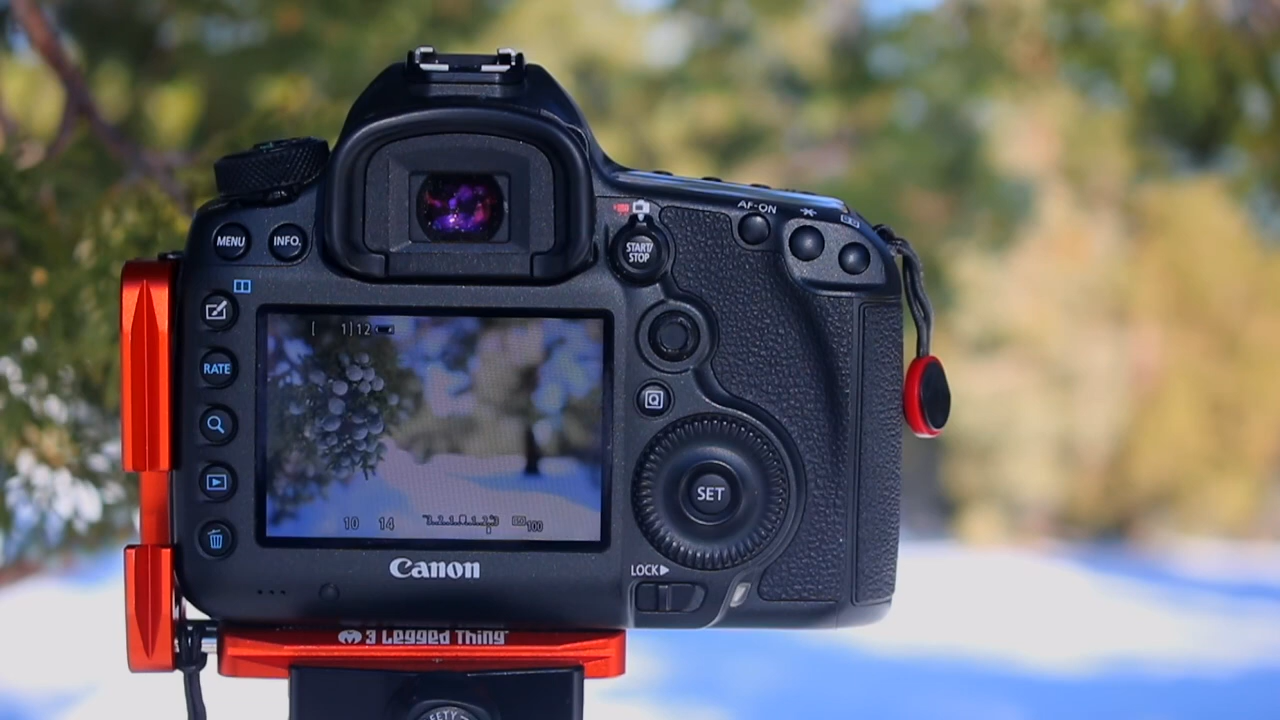 MENU
INFO.
START/
STOP
AF-ON
RATE
Q
[ 1]12
SET
10 14
100
Canon
LOCK
3 Legged Thing